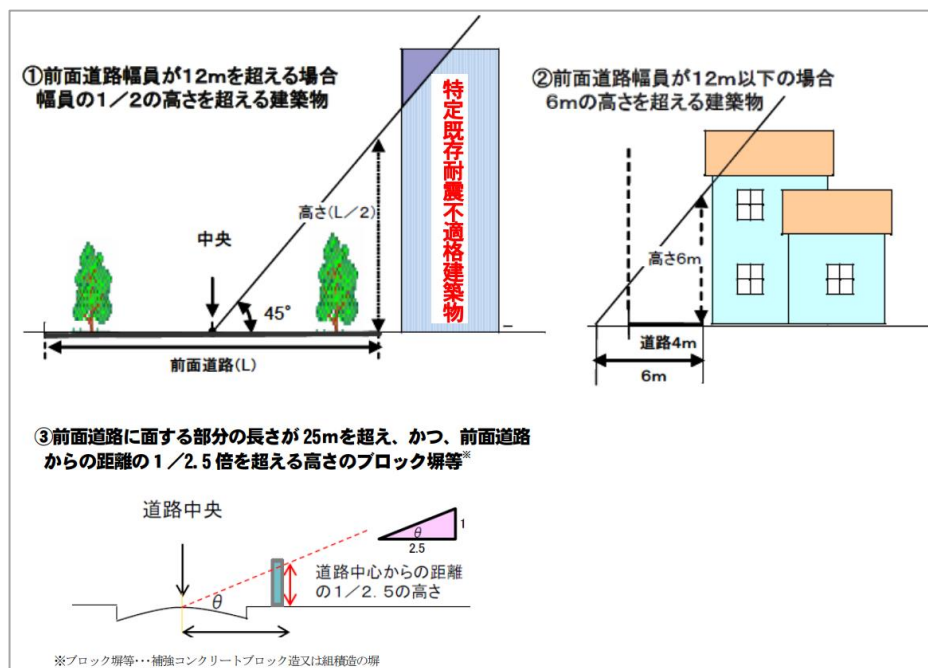 ①前面道路幅員が12mを超える場合
幅員の1/2の高さを超える建築物
特定既存耐震不適格建築物
高さ(L/2)
中央
45°
前面道路(L)
②前面道路幅員が12m以下の場合
6mの高さを超える建築物
高さ6m
道路4m
6m
③前面道路に面する部分の長さが25mを超え、かつ、前面道路
からの距離の1/2.5倍を超える高さのブロック塀等※
道路中央
θ
1
2.5
道路中心からの距離
の1/2.5の高さ
θ
※ブロック塀等・・・補強コンクリートブロック造又は組積造の塀